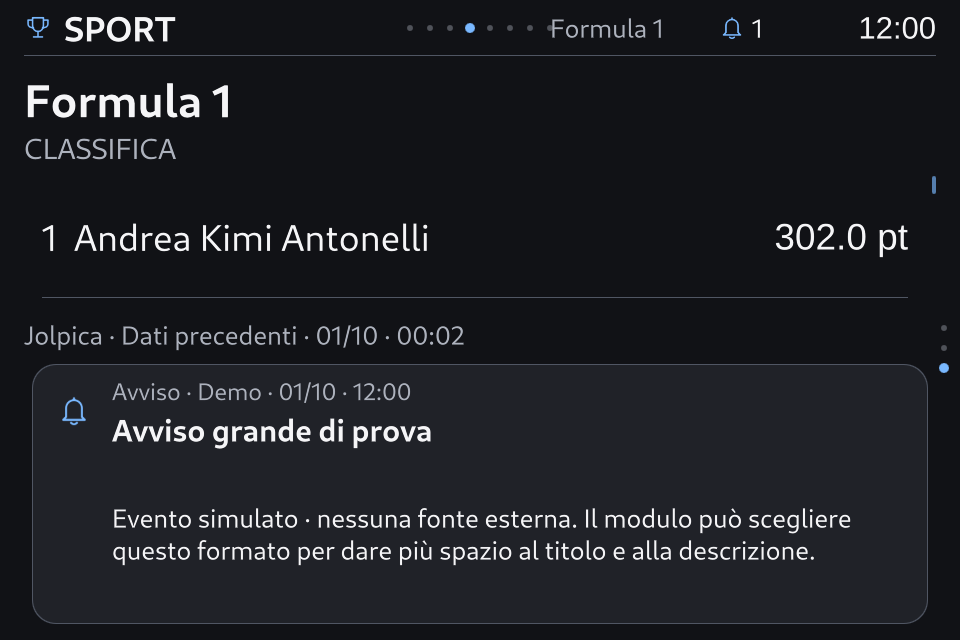 SPORT
Formula 1
1
12:00
Formula 1
CLASSIFICA
1 Andrea Kimi Antonelli 302.0 pt
Jolpica · Dati precedenti · 01/10 · 00:02
Avviso · Demo · 01/10 · 12:00
Avviso grande di prova
Evento simulato · nessuna fonte esterna. Il modulo può scegliere
questo formato per dare più spazio al titolo e alla descrizione.